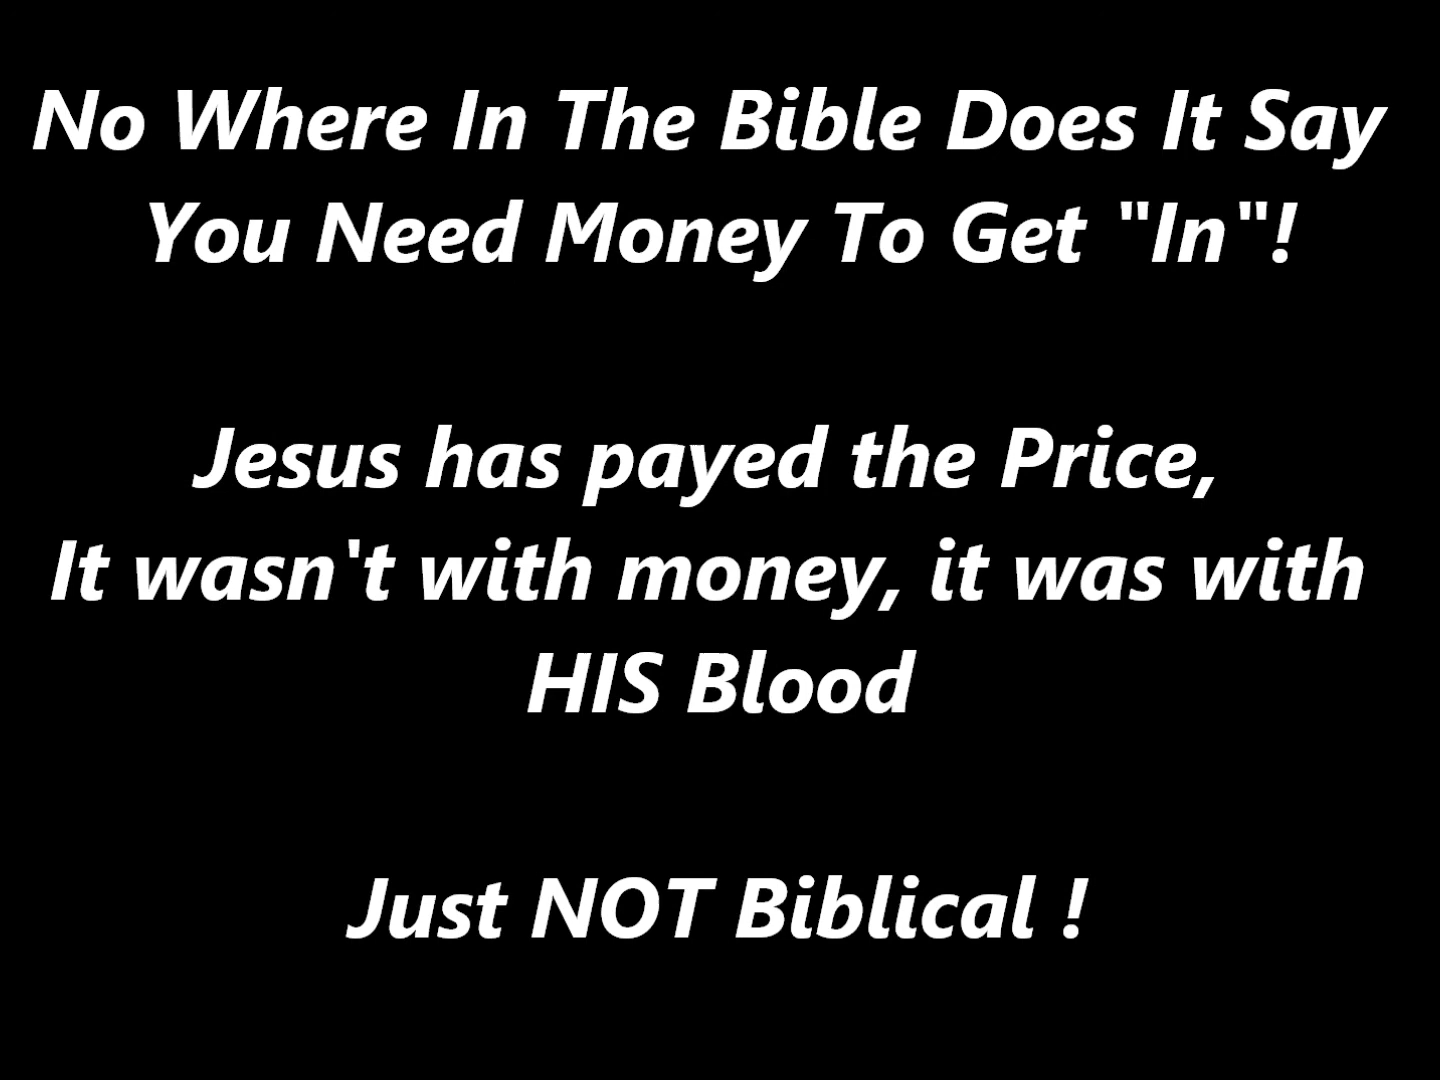 No Where In The Bible Does It Say
You Need Money To Get "In"!
Jesus has payed the Price,
It wasn't with money, it was with
HIS Blood
Just NOT Biblical !